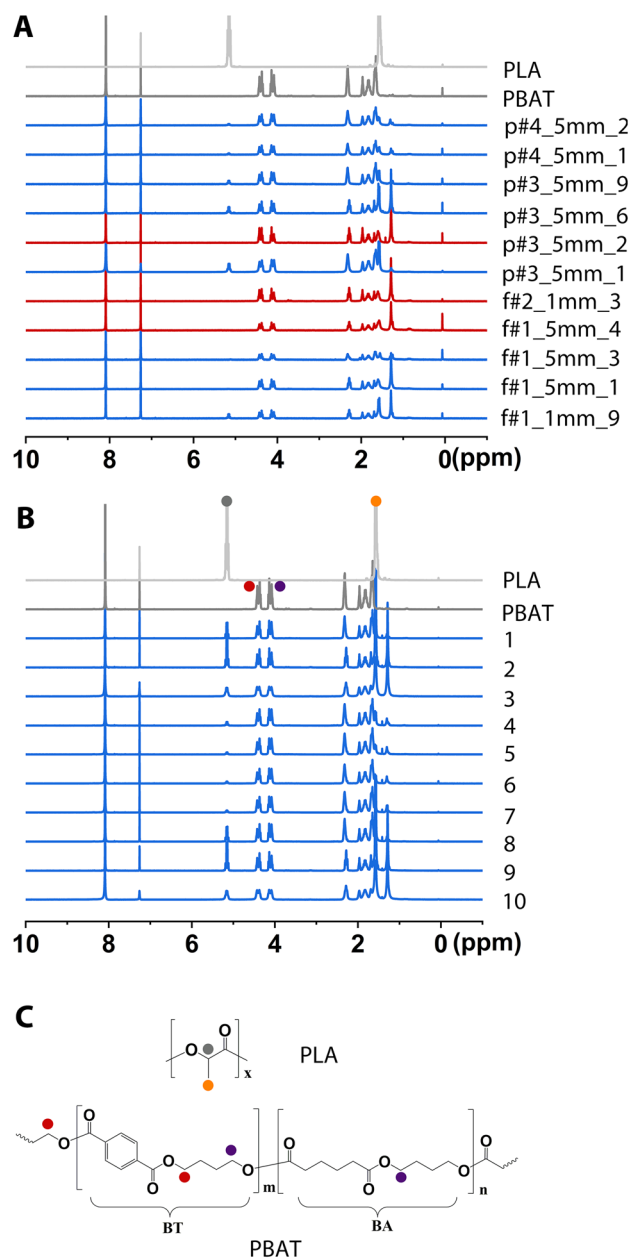 A
PLA
PBAT
p#4_5mm_2
p#4_5mm_1
p#3_5mm_9
p#3_5mm_6
p#3_5mm_2
p#3_5mm_1
f#2_1mm_3
f#1_5mm_4
f#1_5mm_3
f#1_5mm_1
f#1_1mm_9
10 8 6 4 2 0 (ppm)
B
PLA
PBAT
1
2
3
4
5
6
7
8
9
10
10 8 6 4 2 0 (ppm)
C
O
O
x
PLA
O
O
O
O
O
O
O
O
O
O
O
m
n
BT
BA
PBAT